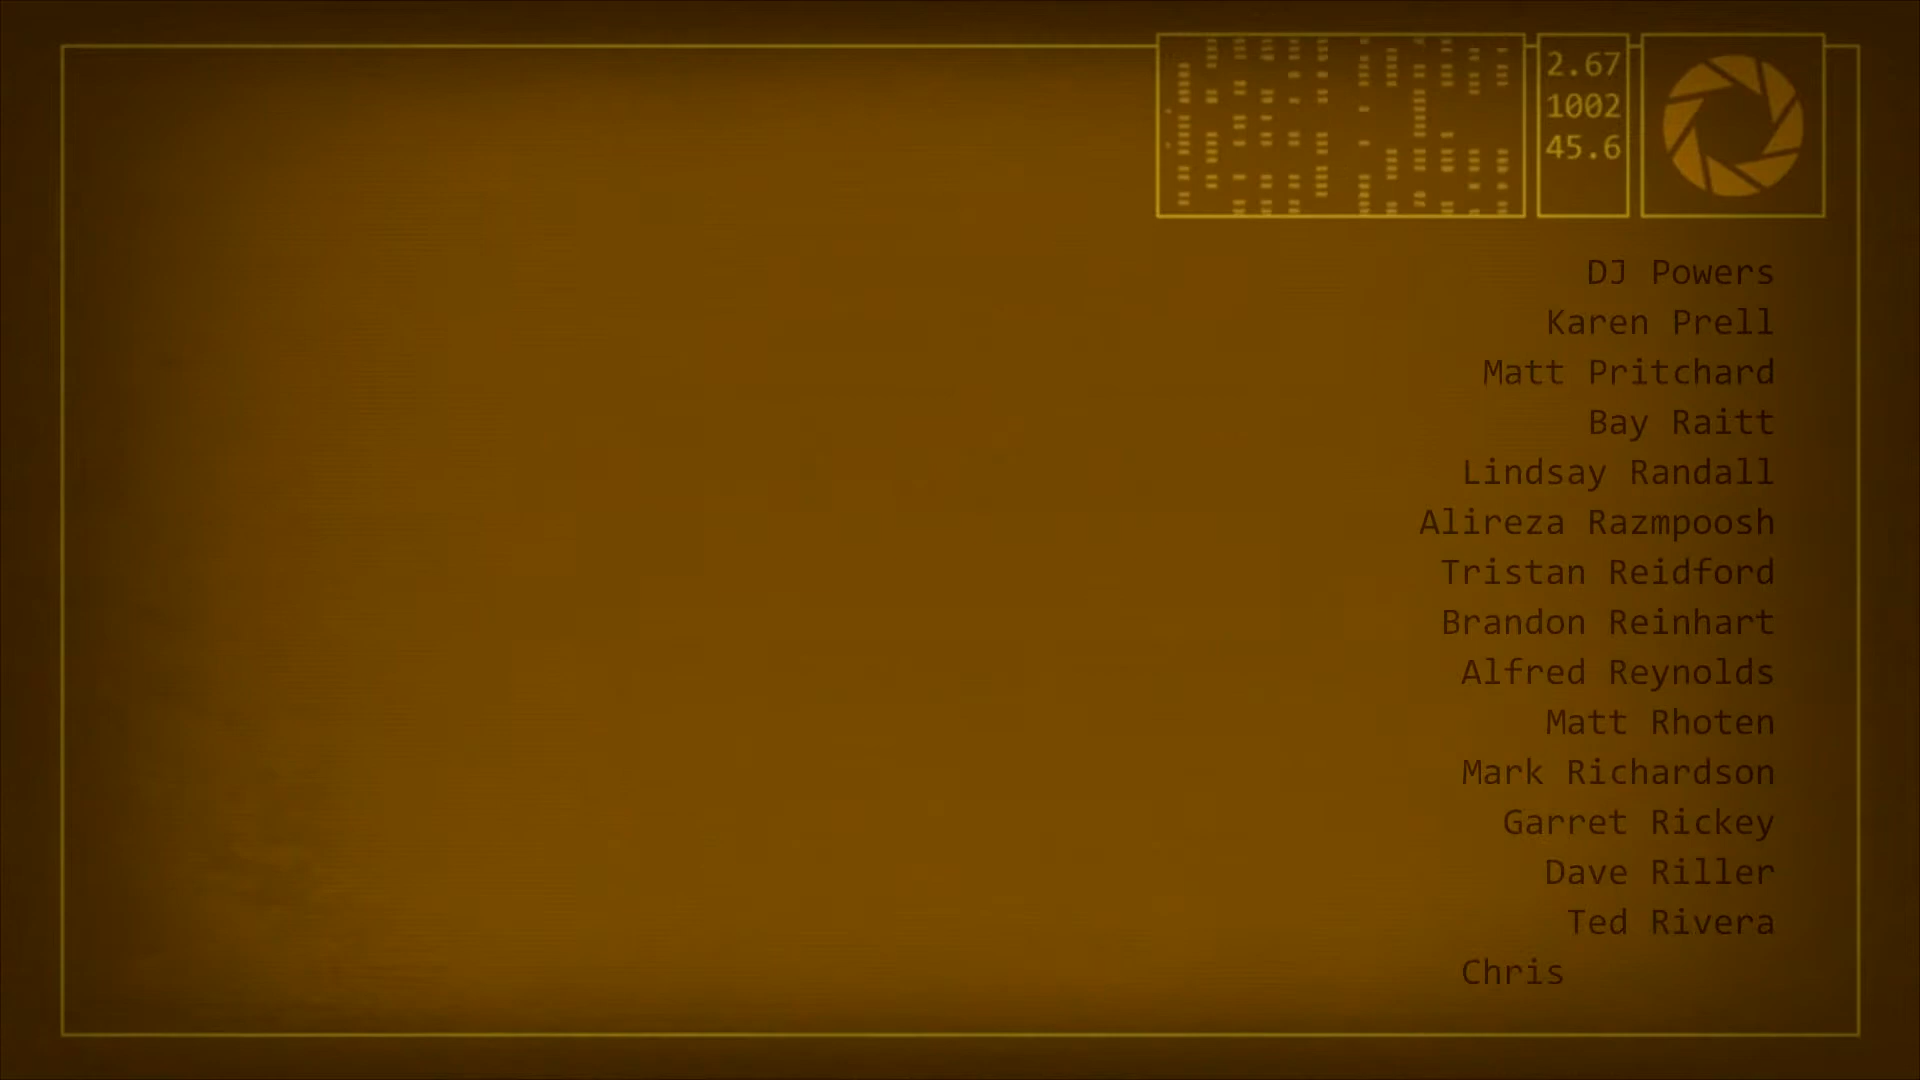 2.67
1002
45.6
DJ Powers
Karen Prell
Matt Pritchard
Bay Raitt
Lindsay Randall
Alireza Razmpoosh
Tristan Reidford
Brandon Reinhart
Alfred Reynolds
Matt Rhoten
Mark Richardson
Garret Rickey
Dave Riller
Ted Rivera
Chris